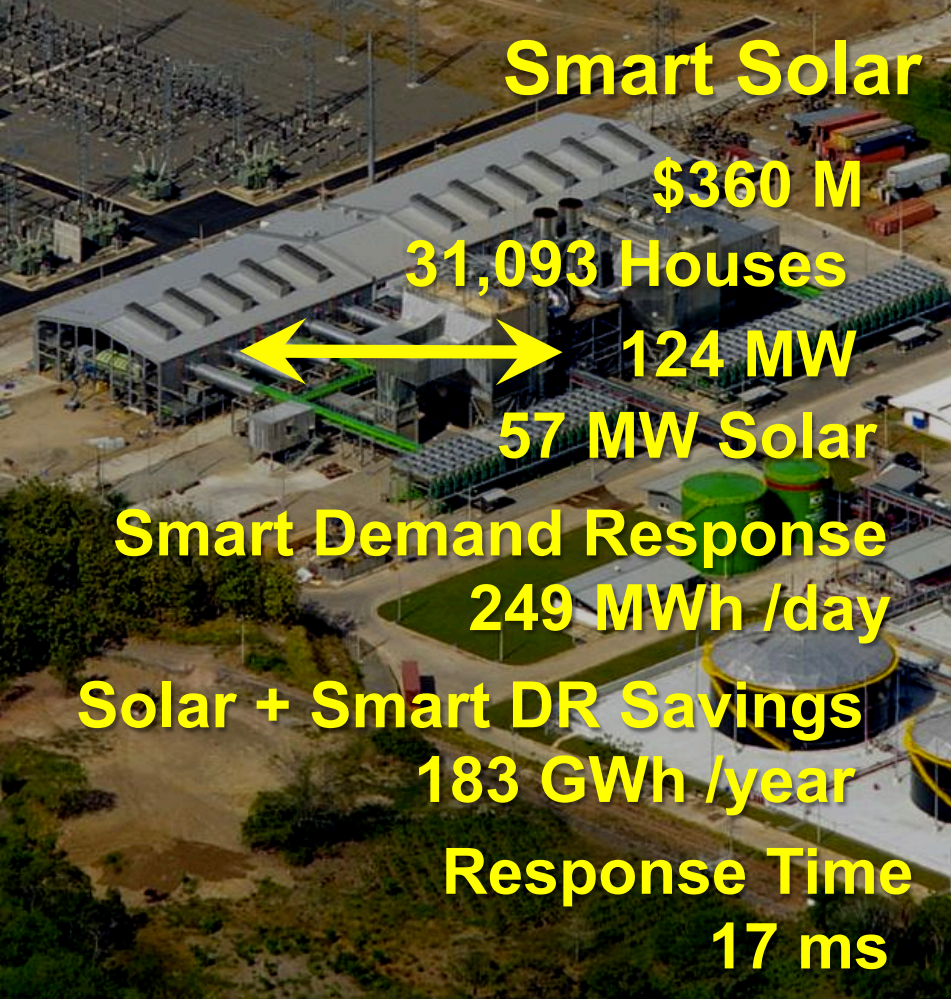 Smart Solar
$360 M
31,093 Houses
124 MW
57 MW Solar
Smart Demand Response
249 MWh /day
Solar + Smart DR Savings
183 GWh /year
Response Time
17 ms